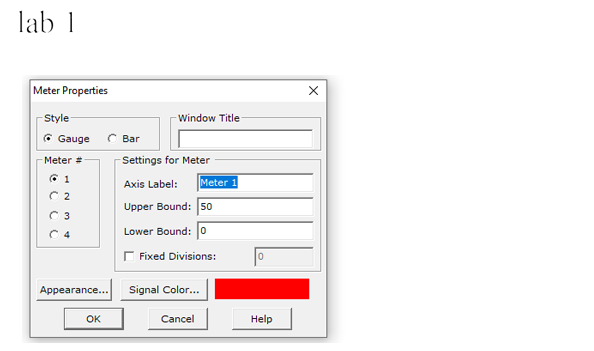 lab 1
Meter Properties
Style
Gauge
Bar
Window Title
Meter #
1
2
3
4
Settings for Meter
Axis Label: Meter 1
Upper Bound: 50
Lower Bound: 0
Fixed Divisions: 0
Appearance...
Signal Color...
OK
Cancel
Help